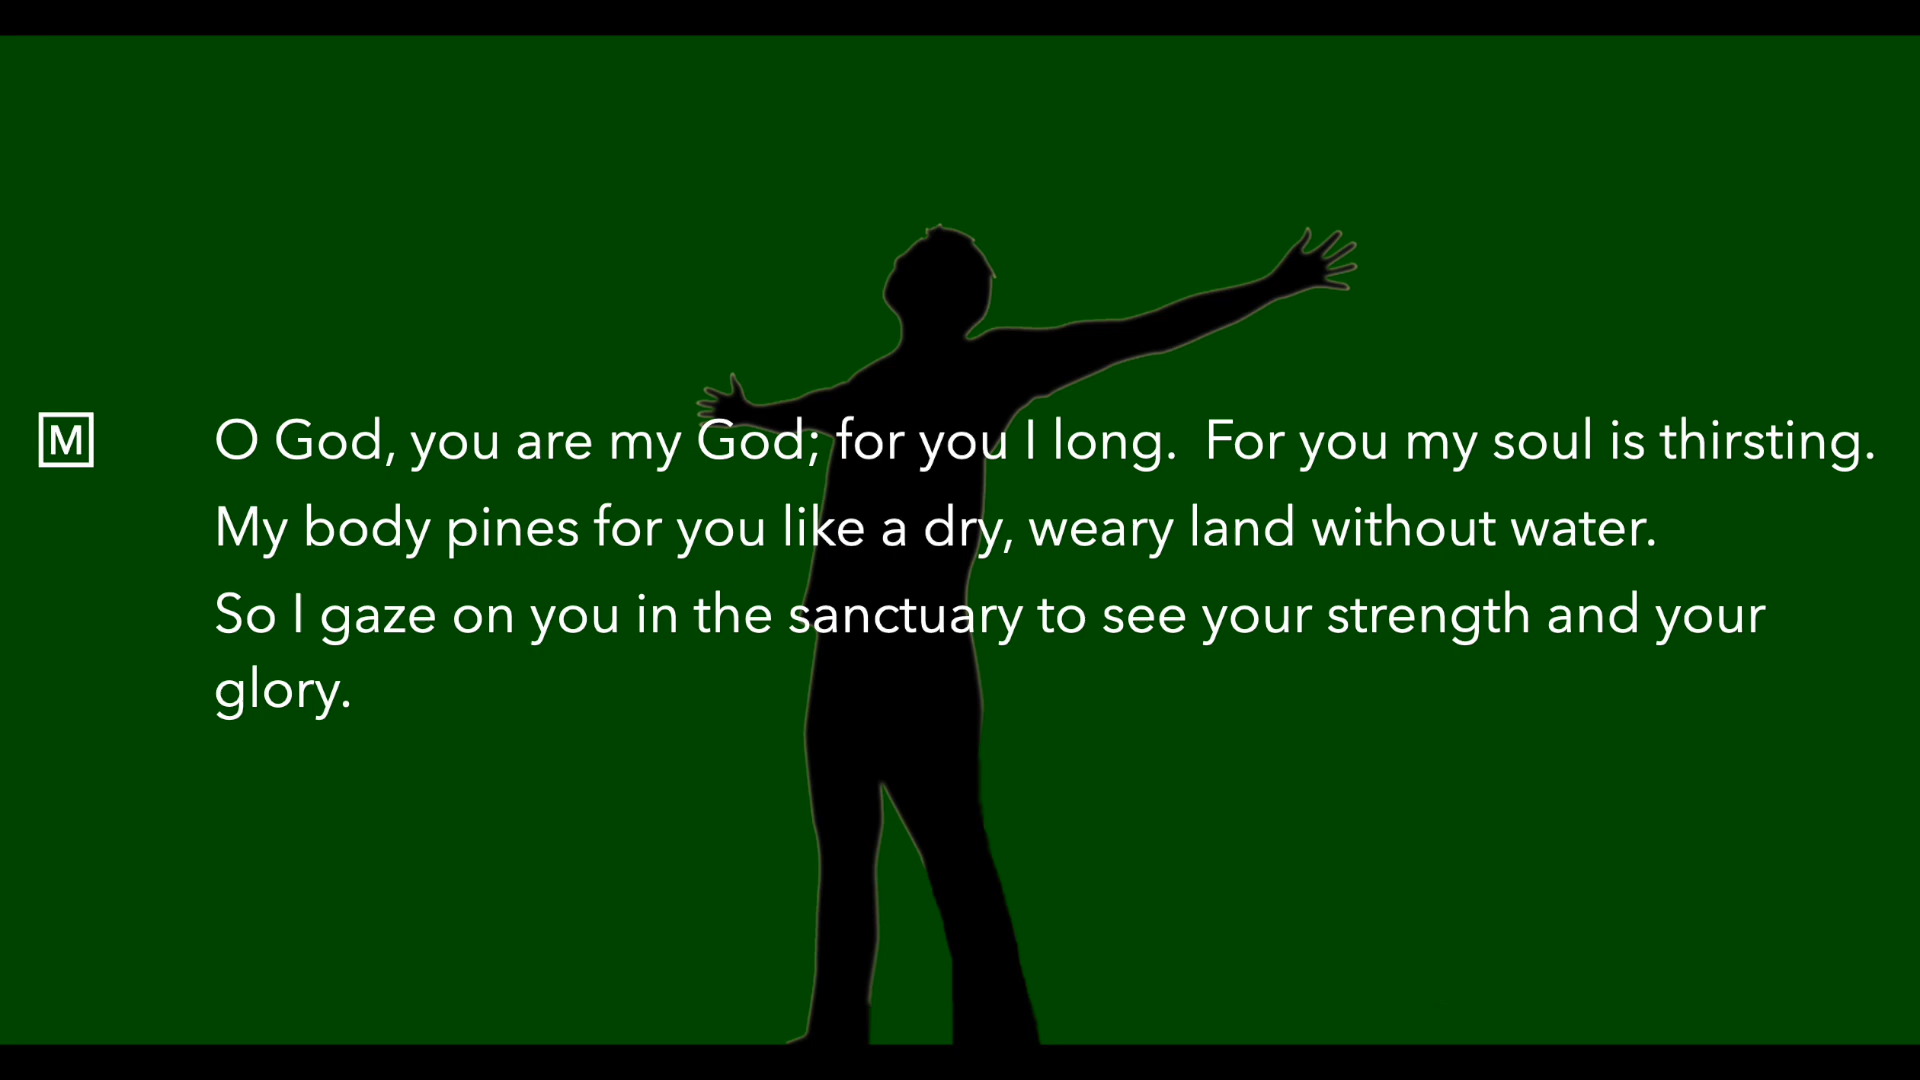 M O God, you are my God; for you I long. For you my soul is thirsting.
My body pines for you like a dry, weary land without water.
So I gaze on you in the sanctuary to see your strength and your
glory.